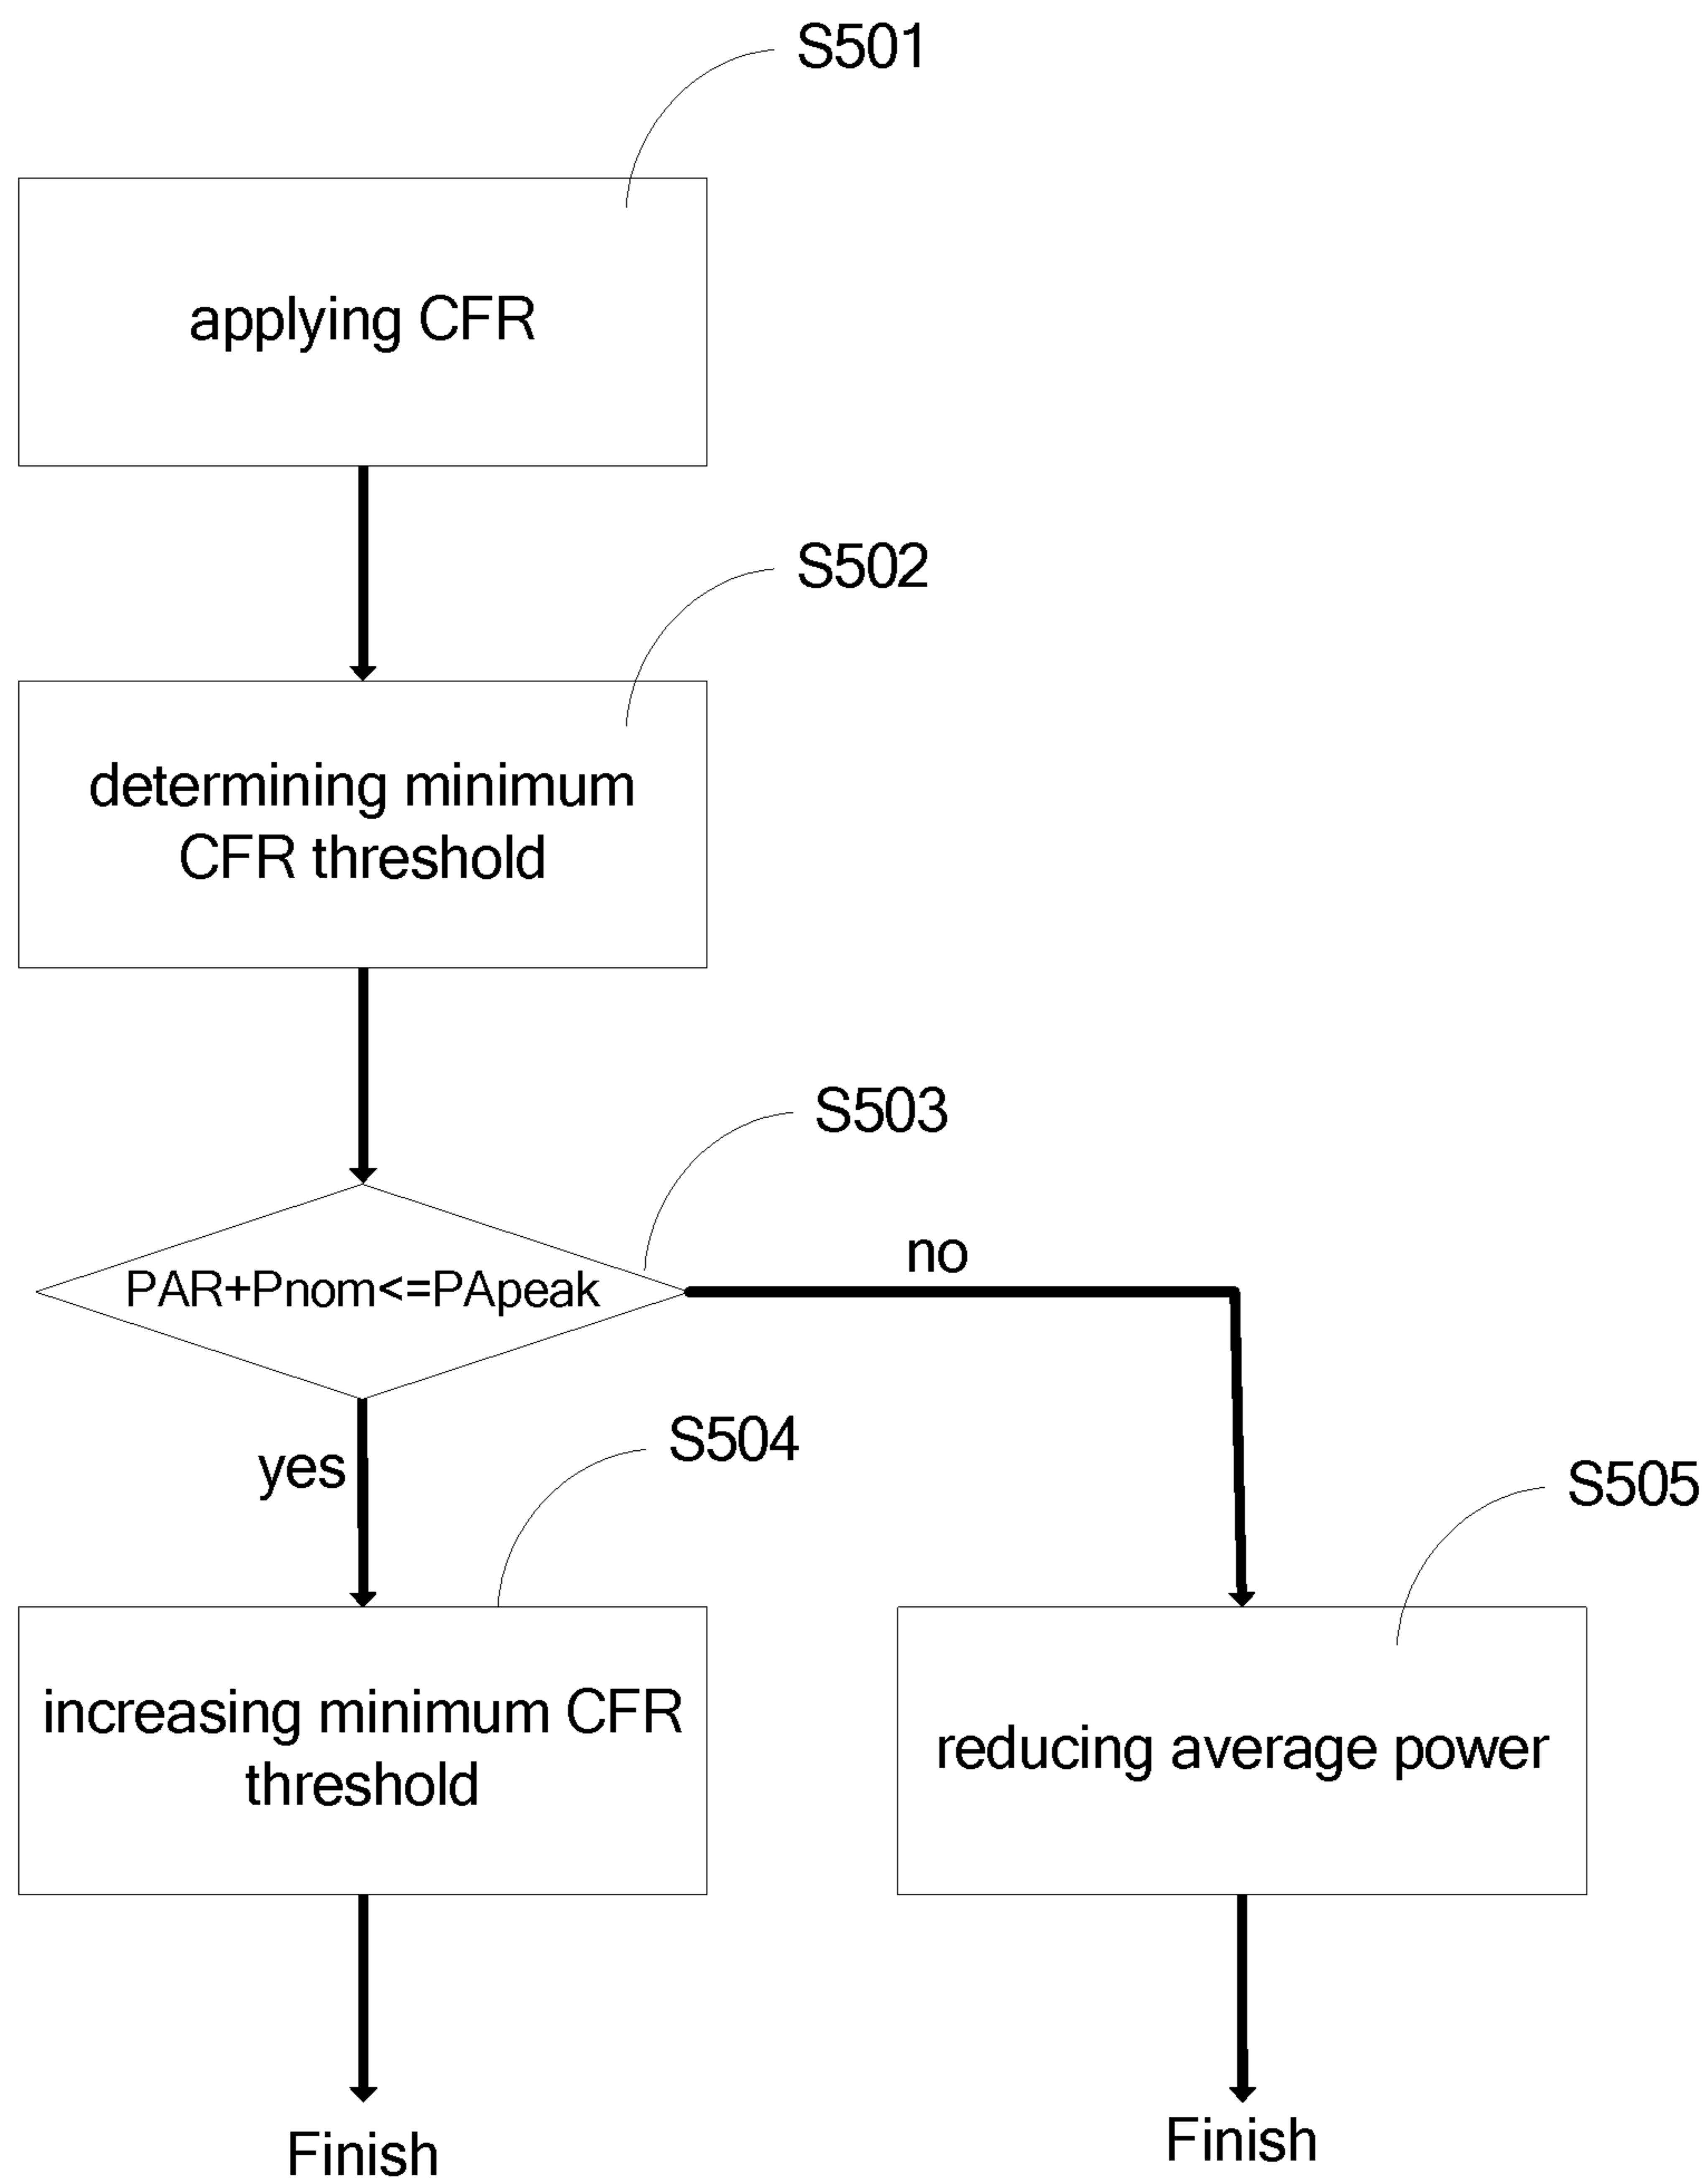 S501
applying CFR
S502
determining minimum
CFR threshold
S503
PAR+Pnom<=PApeak
no
yes
S504
S505
increasing minimum CFR
threshold
reducing average power
Finish
Finish